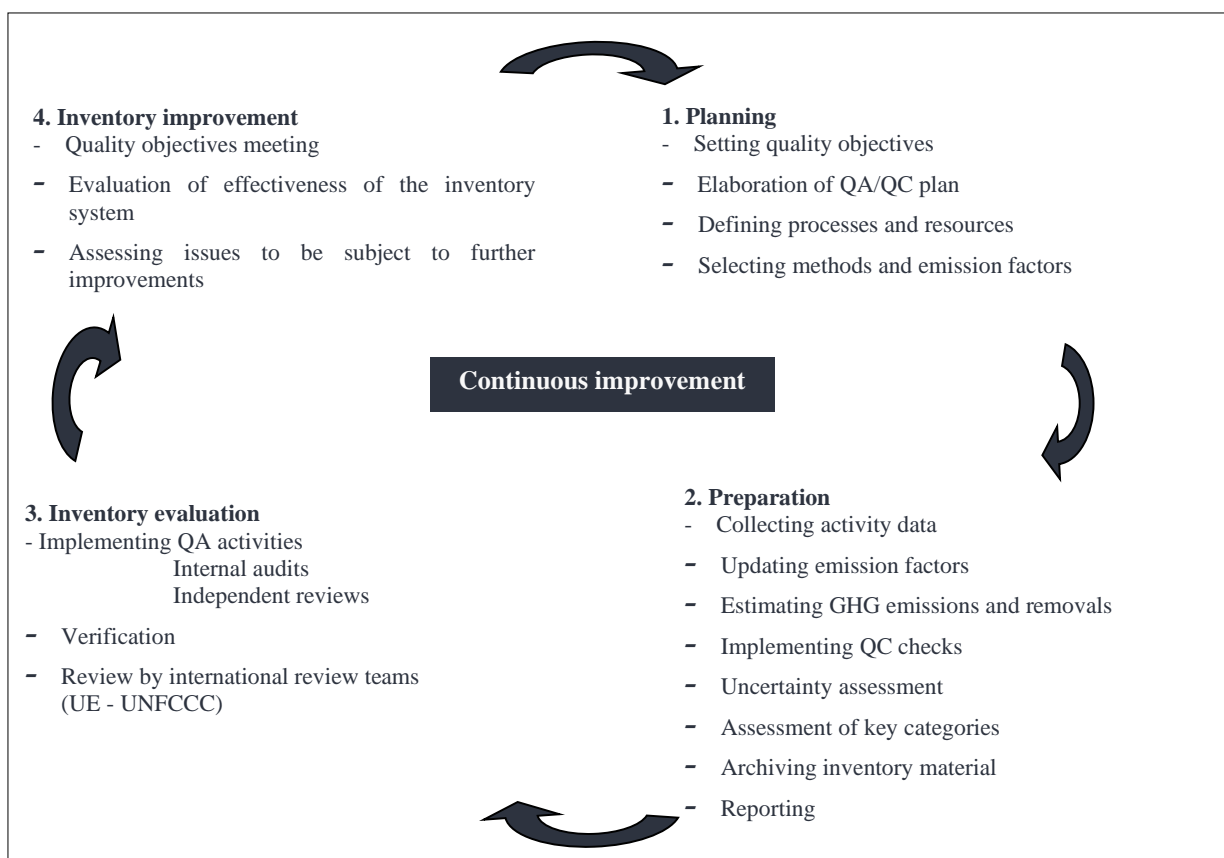 4. Inventory improvement
- Quality objectives meeting
- Evaluation of effectiveness of the inventory
system
- Assessing issues to be subject to further
improvements
1. Planning
- Setting quality objectives
- Elaboration of QA/QC plan
- Defining processes and resources
- Selecting methods and emission factors
Continuous improvement
3. Inventory evaluation
- Implementing QA activities
Internal audits
Independent reviews
- Verification
- Review by international review teams
(UE - UNFCCC)
2. Preparation
- Collecting activity data
- Updating emission factors
- Estimating GHG emissions and removals
- Implementing QC checks
- Uncertainty assessment
- Assessment of key categories
- Archiving inventory material
- Reporting